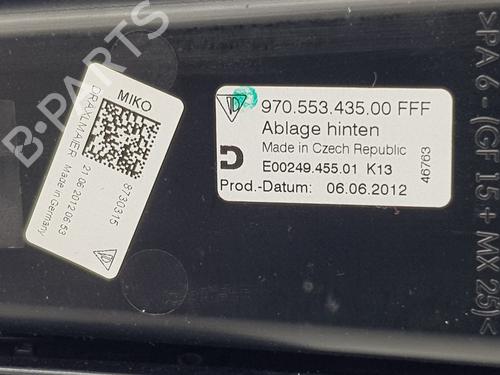 MIKO
DRÄXLMAIER
21.06.2012 06:53
Made in Germany
8730315
970.553.435.00 FFF
Ablage hinten
Made in Czech Republic
E00249.455.01 K13
Prod.-Datum: 06.06.2012
46763
>PA 6 - (GF 15 + MX 25)<
B-PARTS